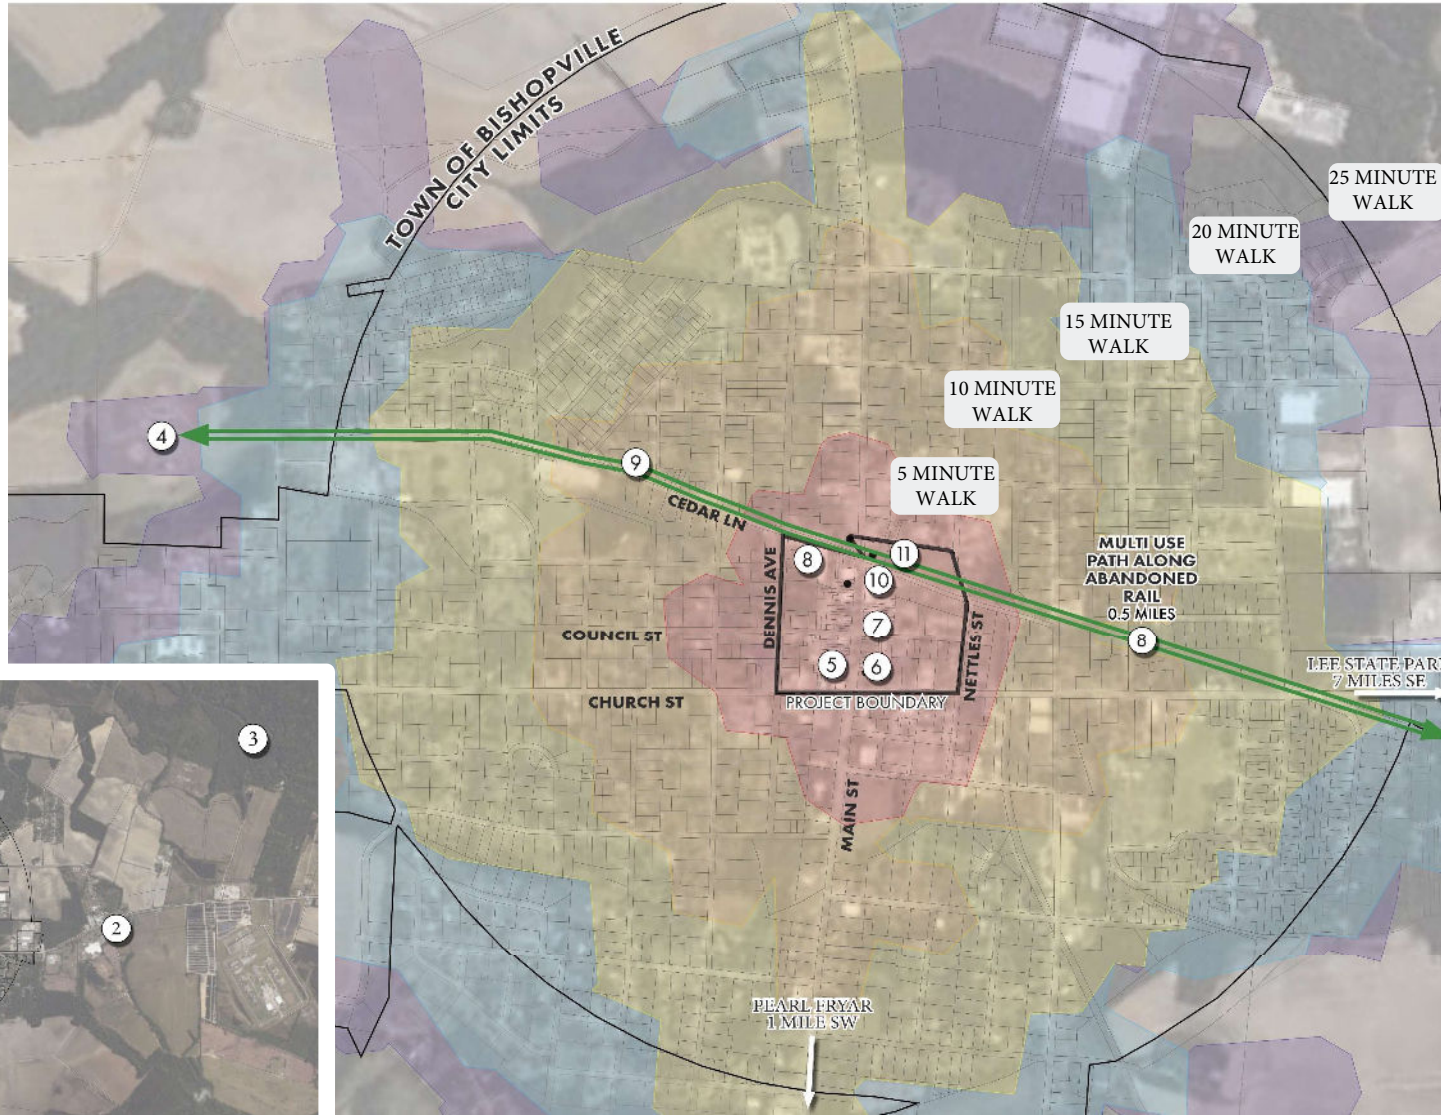 TOWN OF BISHOPVILLE
CITY LIMITS
25 MINUTE
WALK
20 MINUTE
WALK
15 MINUTE
WALK
10 MINUTE
WALK
5 MINUTE
WALK
4
9
CEDAR LN
MULTI USE
PATH ALONG
ABANDONED
RAIL
0.5 MILES
8
11
10
DENNIS AVE
7
COUNCIL ST
NETTLES ST
8
5
6
LEE STATE PARK
7 MILES SE
CHURCH ST
PROJECT BOUNDARY
3
MAIN ST
2
PEARL FRYAR
1 MILE SW